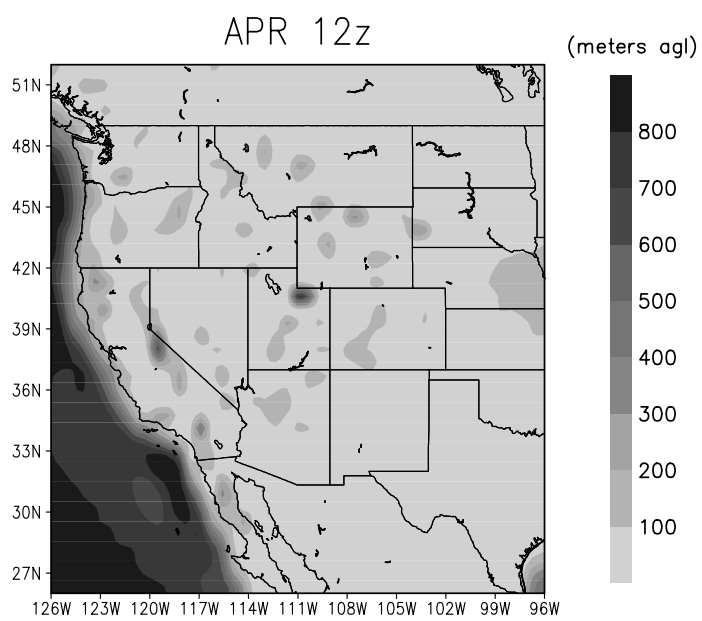 APR 12z
(meters agl)
51N
48N
45N
42N
39N
36N
33N
30N
27N
126W 123W 120W 117W 114W 111W 108W 105W 102W 99W 96W
800
700
600
500
400
300
200
100